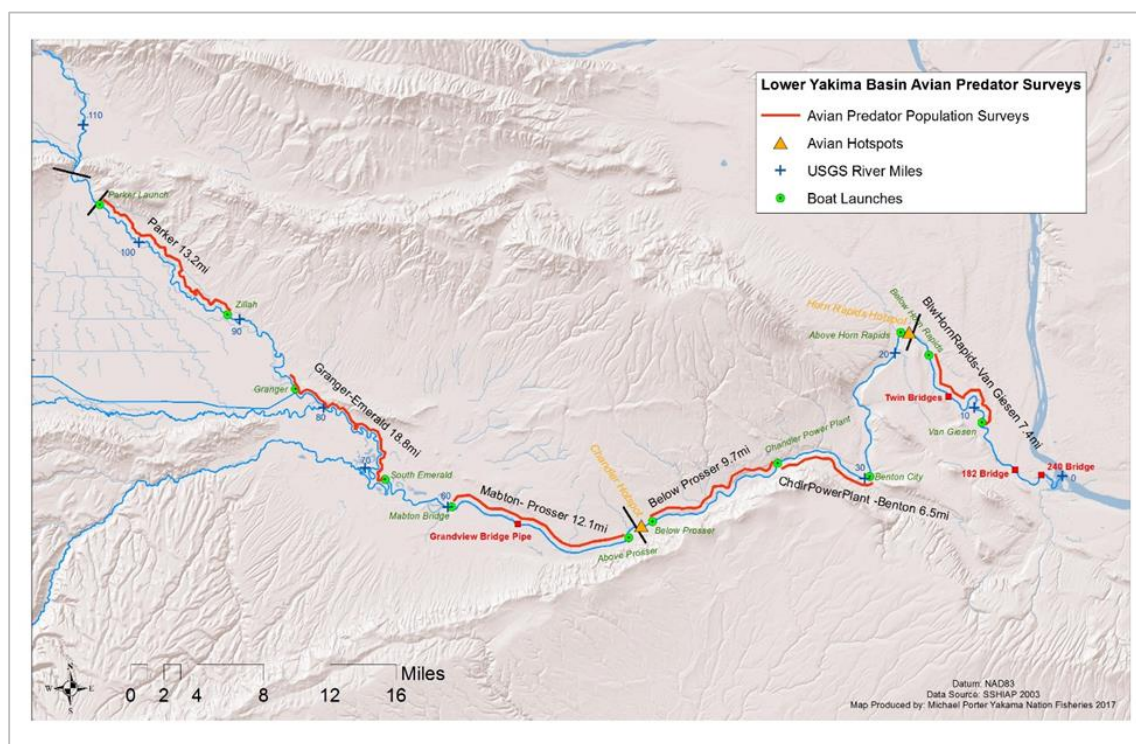 Lower Yakima Basin Avian Predator Surveys
Avian Predator Population Surveys
Avian Hotspots
USGS River Miles
Boat Launches
110
Parker Launch
Parker 13.2mi
100
Zillah
90
Granger
Granger-Emerald 18.8mi
80
70
South Emerald
Mabton Bridge
60
Mabton- Prosser 12.1mi
Grandview Bridge Pipe
Above Prosser
Chandler Hotspot
Below Prosser
Below Prosser 9.7mi
Chandler Power Plant
ChdlrPowerPlant -Benton 6.5mi
30
Benton City
20
Above Horn Rapids
Horn Rapids Hotspot
Below Horn Rapids
BlwHornRapids-Van Giesen 7.4mi
Twin Bridges
10
Van Giesen
182 Bridge
240 Bridge
0
N
W
E
S
0 2 4 8 12 16
Miles
Datum: NAD83
Data Source: SSHIAP 2003
Map Produced by: Michael Porter Yakama Nation Fisheries 2017